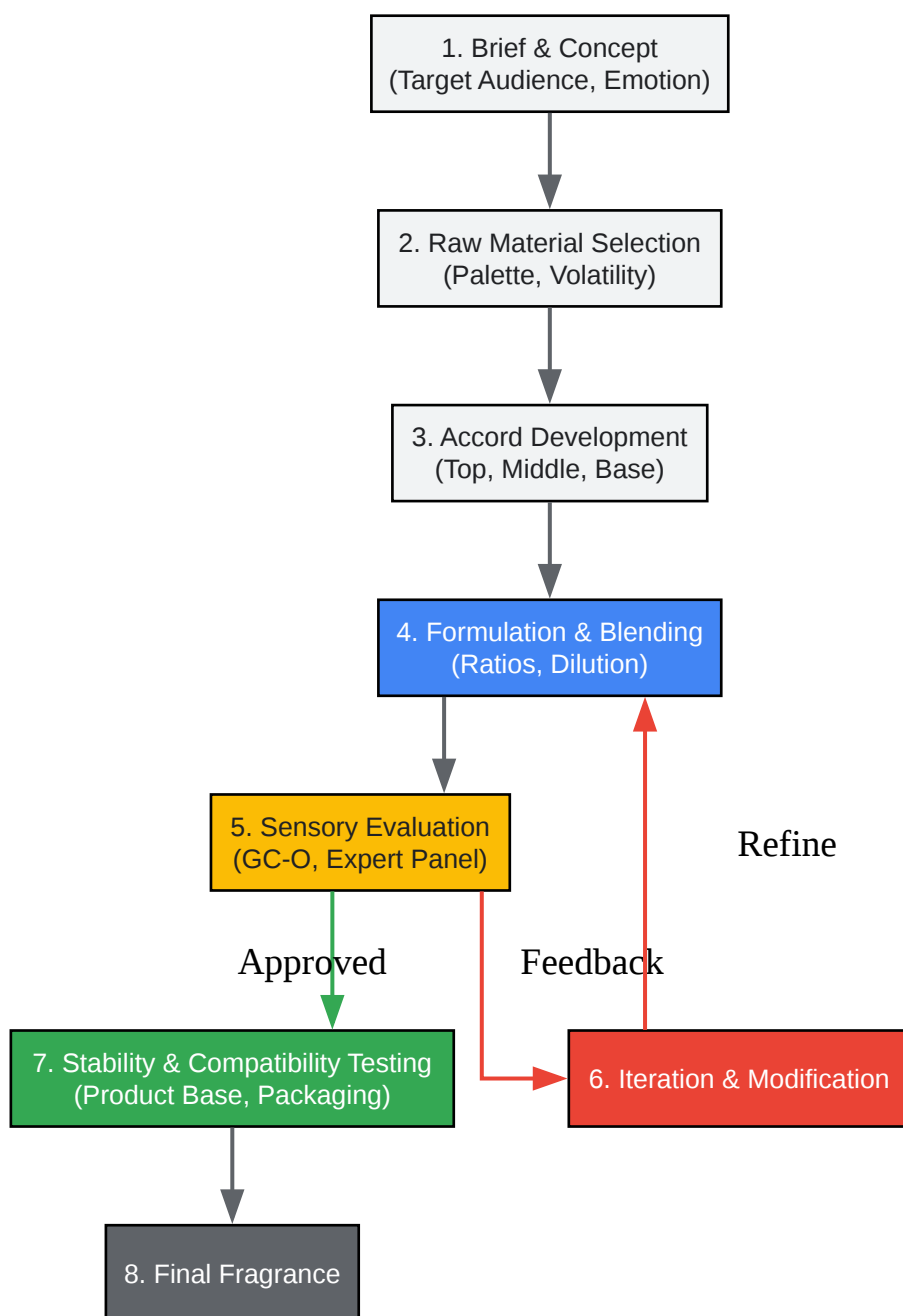 1. Brief & Concept
(Target Audience, Emotion)
2. Raw Material Selection
(Palette, Volatility)
3. Accord Development
(Top, Middle, Base)
4. Formulation & Blending
(Ratios, Dilution)
5. Sensory Evaluation
(GC-O, Expert Panel)
Refine
Approved
Feedback
7. Stability & Compatibility Testing
(Product Base, Packaging)
6. Iteration & Modification
8. Final Fragrance